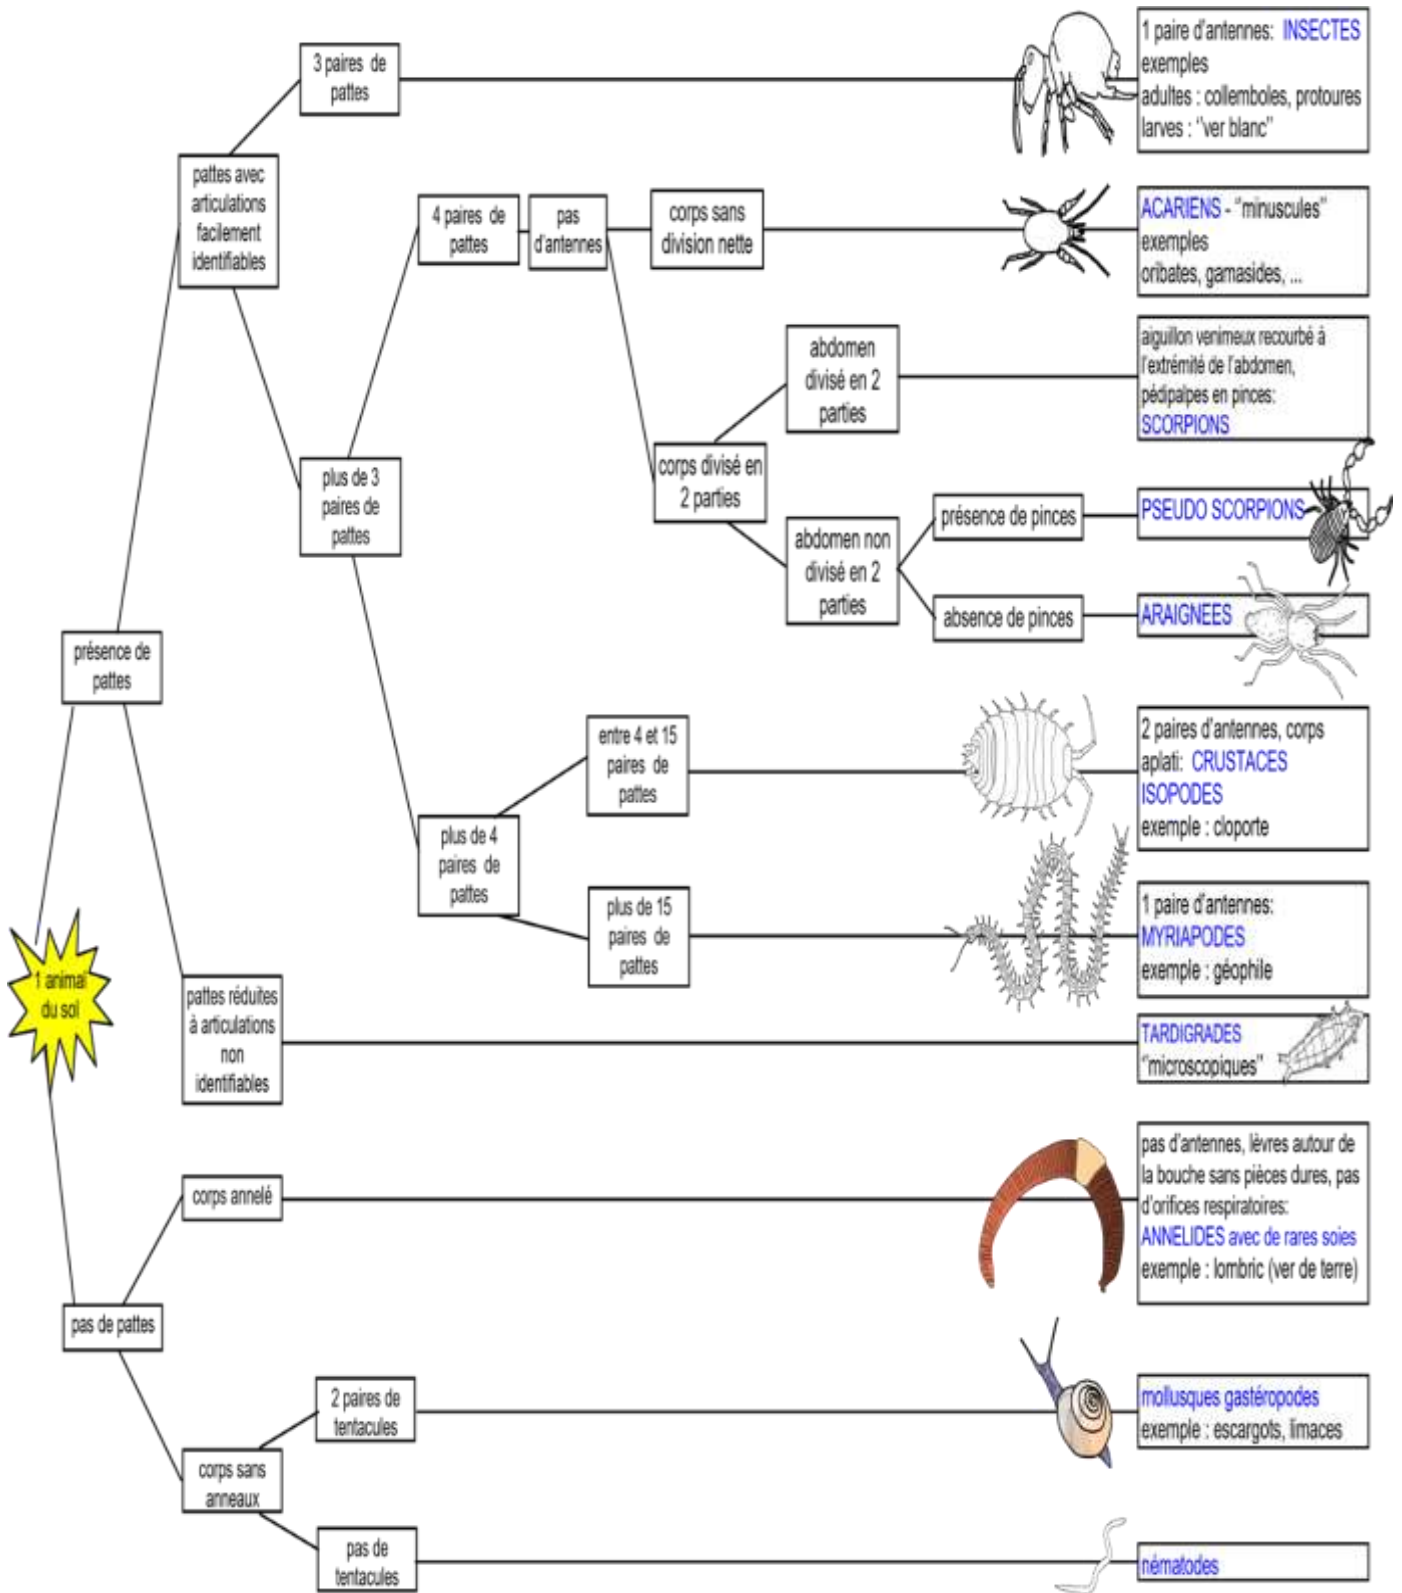 1 paire d'antennes: INSECTES
exemples
adultes : collemboles, protoures
larves : "ver blanc"
3 paires de
pattes
pattes avec
articulations
facilement
identifiables
4 paires de
pattes
pas
d'antennes
corps sans
division nette
ACARIENS - "minuscules"
exemples
oribates, gamasides, ...
abdomen
divisé en 2
parties
aiguillon venimeux recourbé à
l'extrémité de l'abdomen,
pédipalpes en pinces:
SCORPIONS
plus de 3
paires de
pattes
corps divisé en
2 parties
présence de pinces
PSEUDO SCORPIONS
abdomen non
divisé en 2
parties
absence de pinces
ARAIGNEES
présence de
pattes
entre 4 et 15
paires de
pattes
2 paires d'antennes, corps
aplati: CRUSTACES
ISOPODES
exemple : cloporte
plus de 4
paires de
pattes
plus de 15
paires de
pattes
1 paire d'antennes:
MYRIAPODES
exemple : géophile
1 animal
du sol
pattes réduites
à articulations
non
identifiables
TARDIGRADES
"microscopiques"
corps annelé
pas d'antennes, lèvres autour de
la bouche sans pièces dures, pas
d'orifices respiratoires:
ANNELIDES avec de rares soies
exemple : lombric (ver de terre)
pas de pattes
2 paires de
tentacules
mollusques gastéropodes
exemple : escargots, limaces
corps sans
anneaux
pas de
tentacules
nématodes